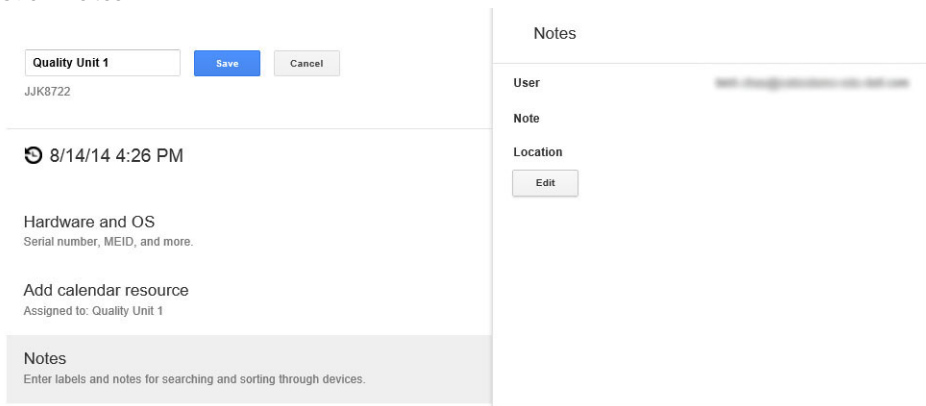 Quality Unit 1
Save
Cancel
JJK8722
8/14/14 4:26 PM
Hardware and OS
Serial number, MEID, and more.
Add calendar resource
Assigned to: Quality Unit 1
Notes
Enter labels and notes for searching and sorting through devices.
Notes
User
Note
Location
Edit